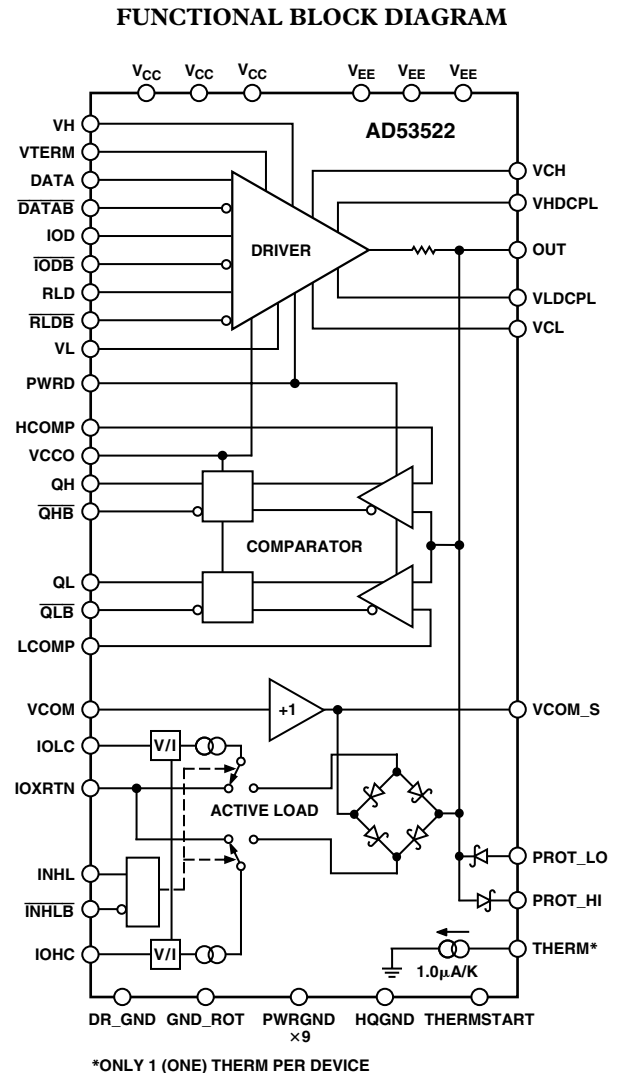 FUNCTIONAL BLOCK DIAGRAM
VCC VCC VCC VEE VEE VEE
AD53522
VH
VTERM
DATA
DATAB
IOD
IODB
RLD
RLDB
VL
PWRD
HCOMP
VCCO
QH
QHB
QL
QLB
LCOMP
VCOM
IOLC
IOXRTN
INHL
INHLB
IOHC
DRIVER
COMPARATOR
+1
V/I
ACTIVE LOAD
V/I
VCH
VHDCPL
OUT
VLDCPL
VCL
VCOM_S
PROT_LO
PROT_HI
THERM*
1.0μA/K
DR_GND GND_ROT PWRGND HQGND THERMSTART
×9
*ONLY 1 (ONE) THERM PER DEVICE